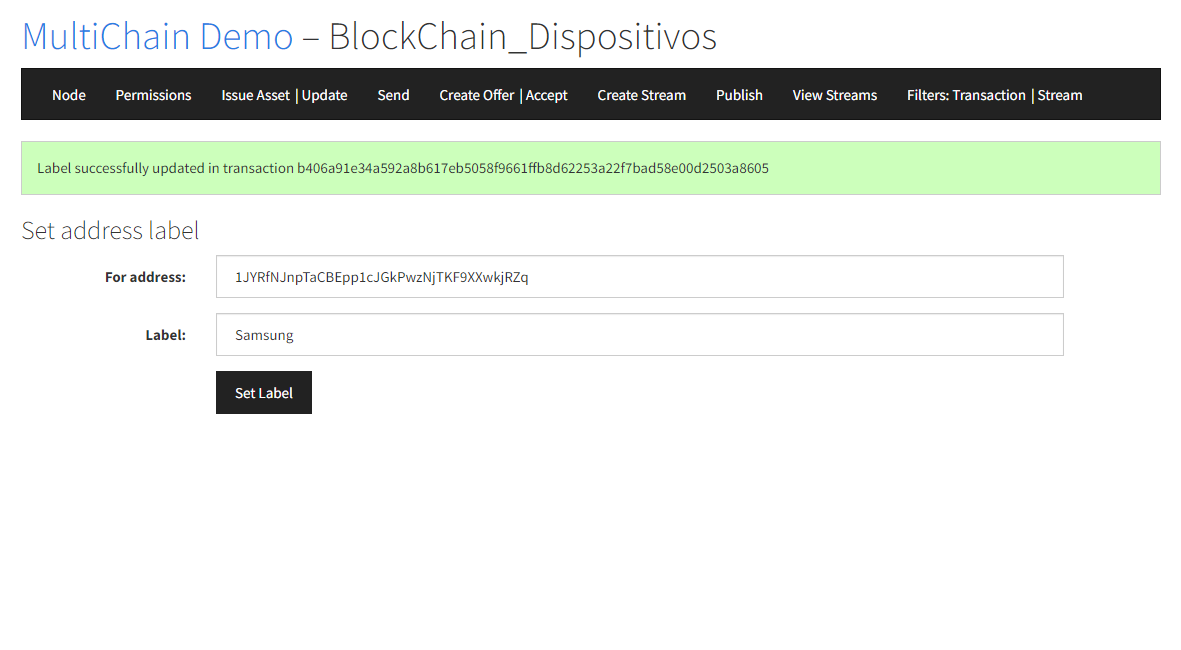 MultiChain Demo – BlockChain_Dispositivos
Node Permissions Issue Asset | Update Send Create Offer | Accept Create Stream Publish View Streams Filters: Transaction | Stream
Label successfully updated in transaction b406a91e34a592a8b617eb5058f9661ffb8d62253a22f7bad58e00d2503a8605
Set address label
For address: 1JYRfNJnpTaCBEpp1cJGkPwzNjTKF9XXwkjRZq
Label: Samsung
Set Label